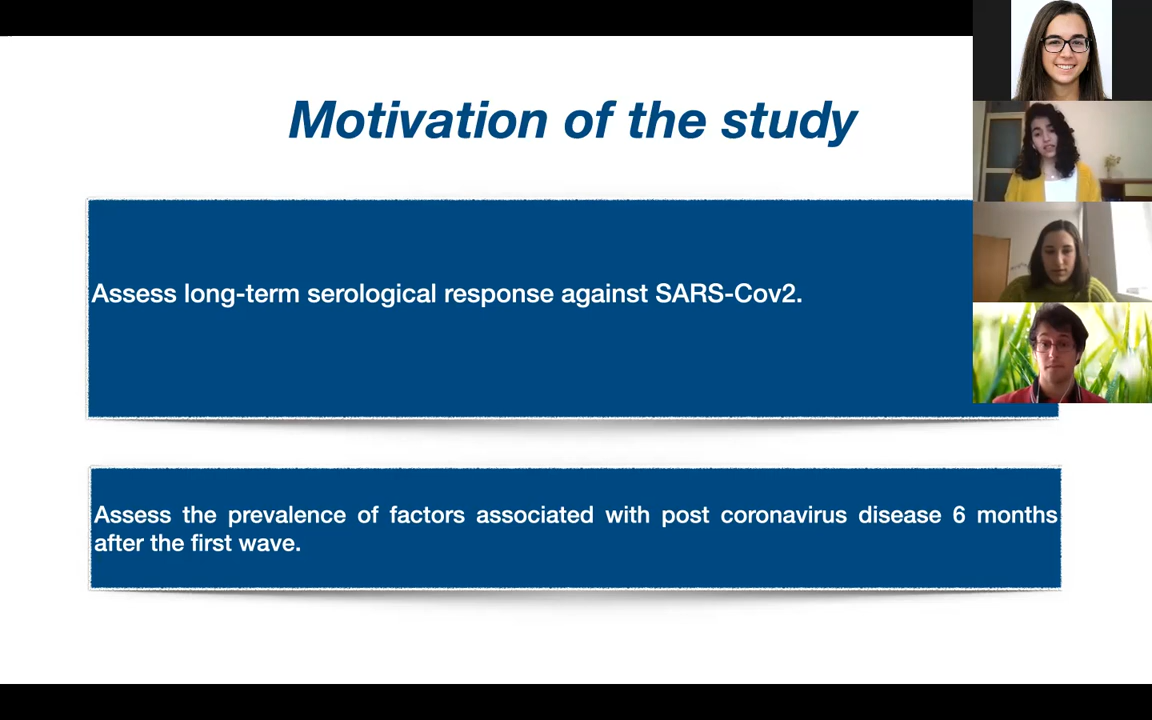 Motivation of the study
Assess long-term serological response against SARS-Cov2.
Assess the prevalence of factors associated with post coronavirus disease 6 months
after the first wave.